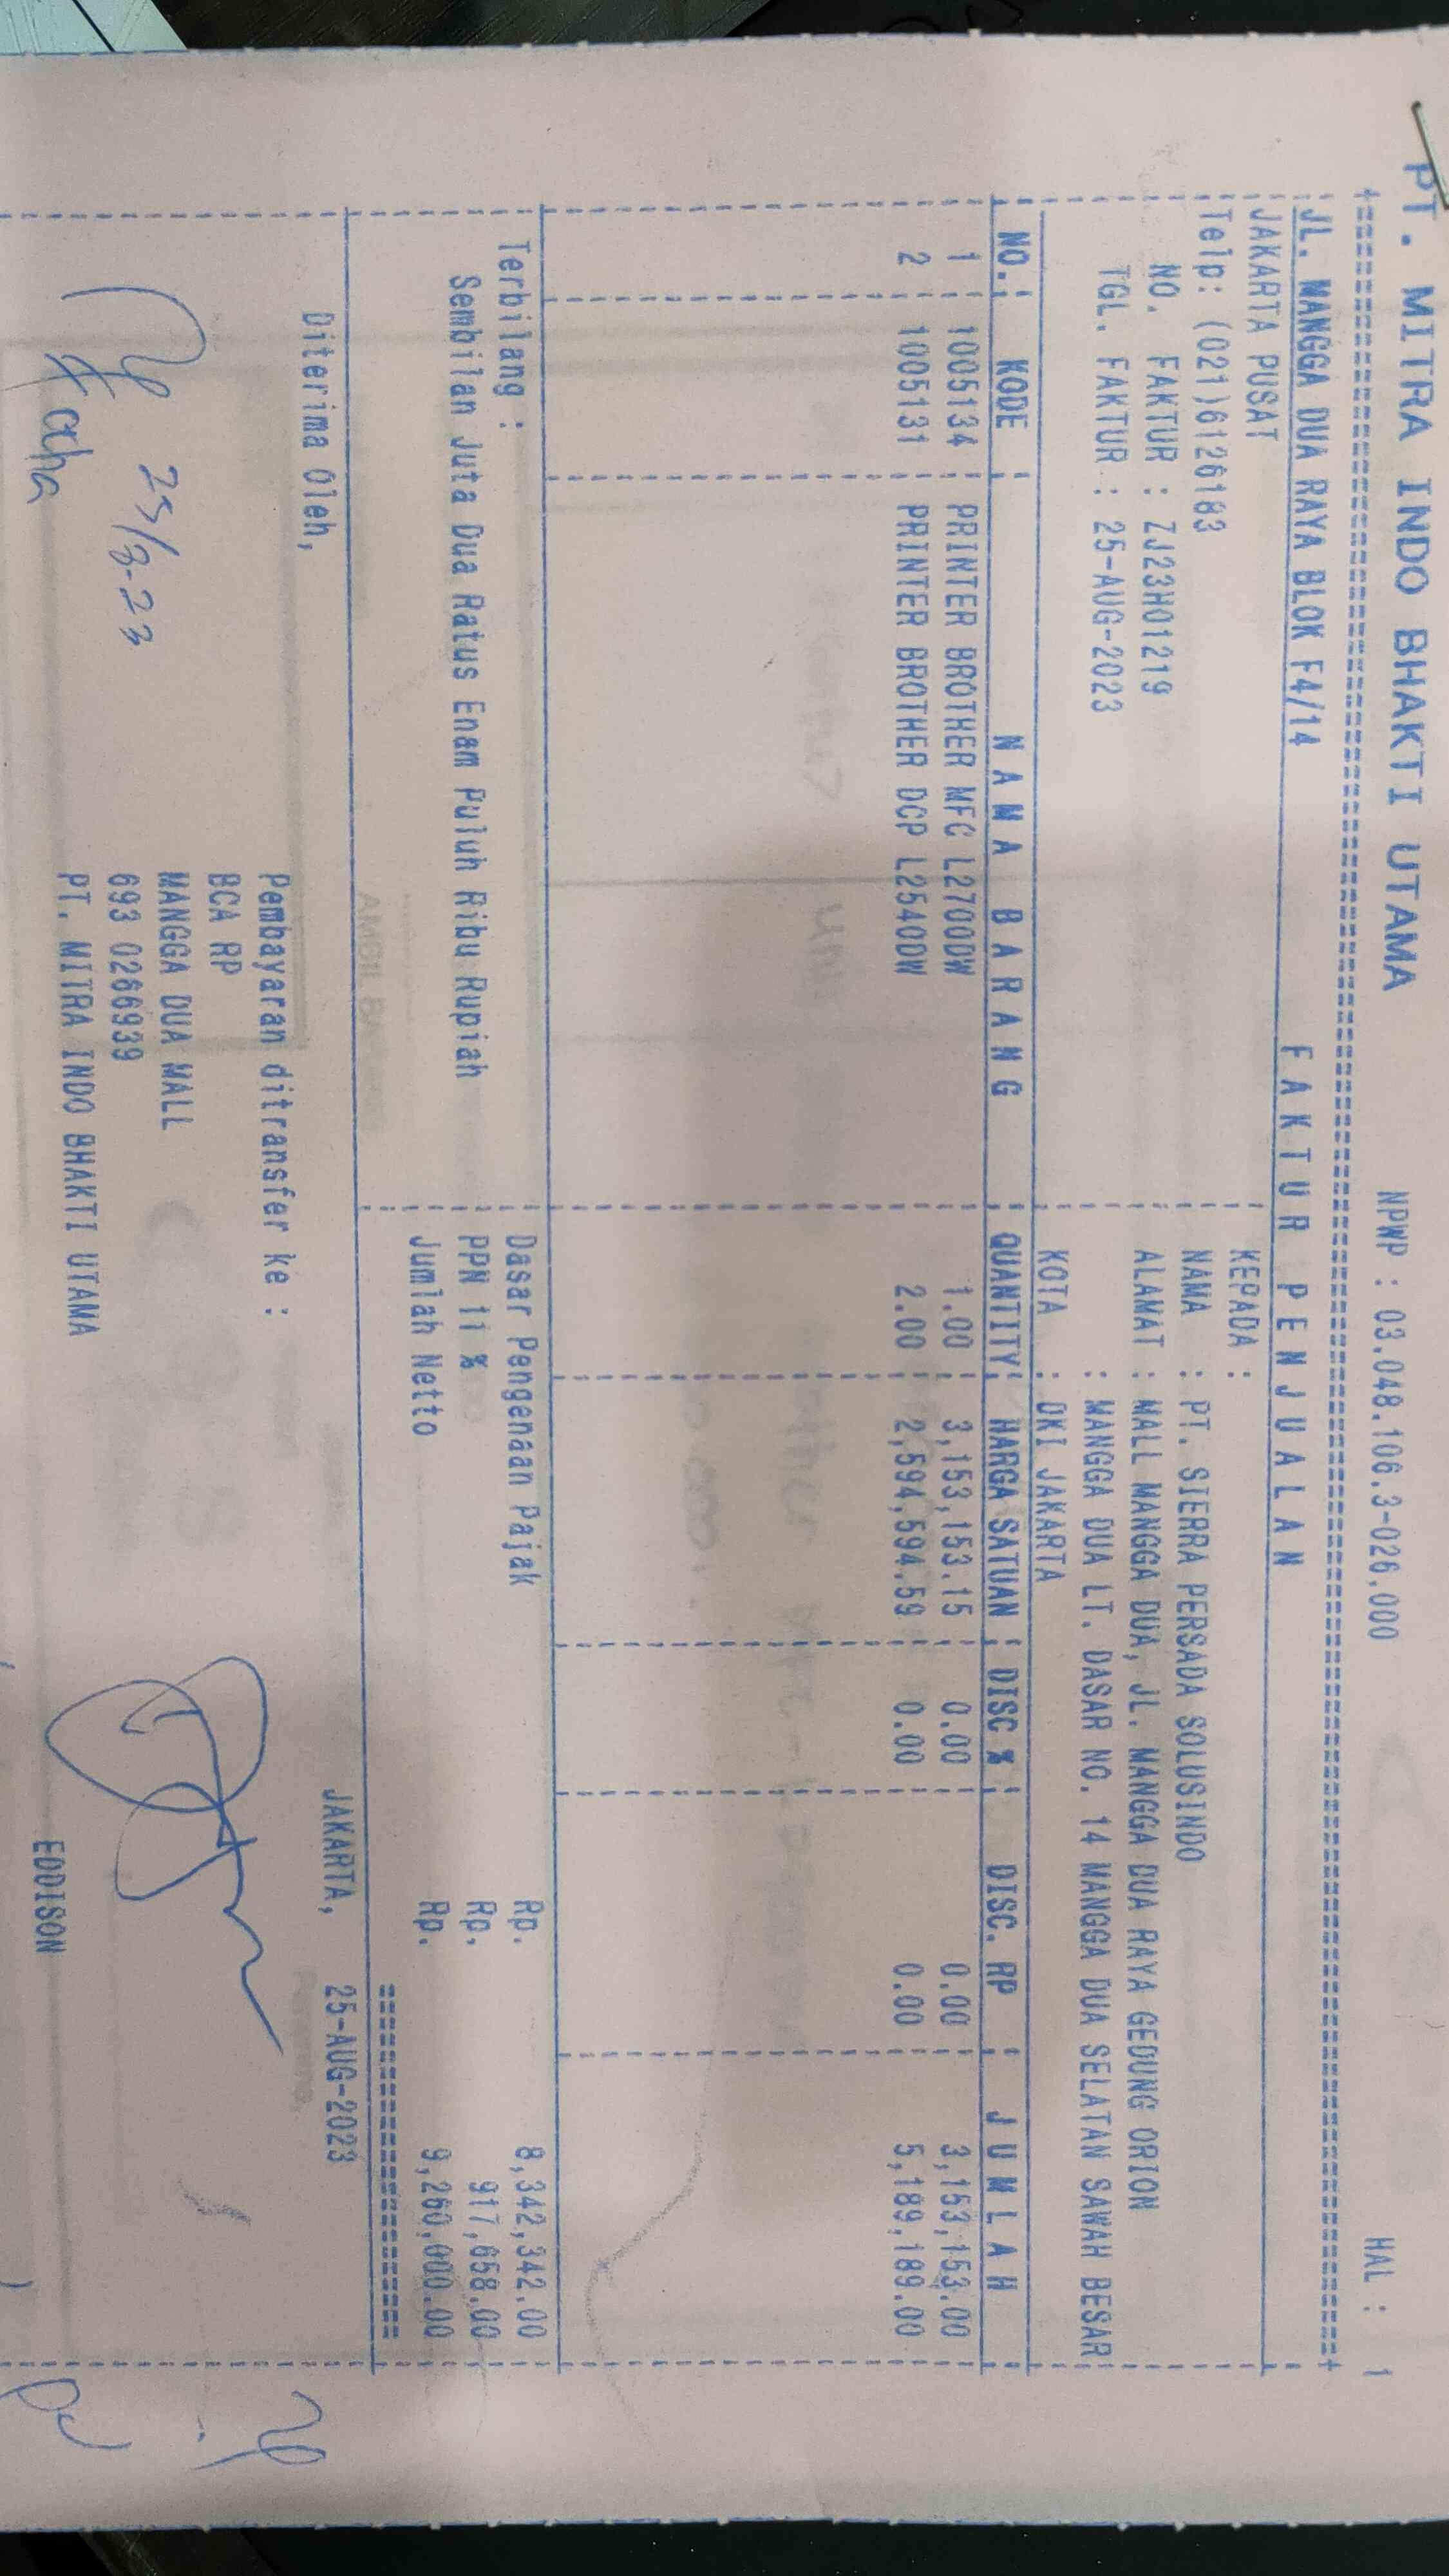 PT. MITRA INDO BHAKTI UTAMA NPWP : 03.048.106.3-026.000 HAL : 1
JL. MANGGA DUA RAYA BLOK F4/14 FAKTUR PENJUALAN
JAKARTA PUSAT KEPADA :
Telp: (021)6126183 NAMA : PT. SIERRA PERSADA SOLUSINDO
NO. FAKTUR : ZJ23H01219 ALAMAT : MALL MANGGA DUA, JL. MANGGA DUA RAYA GEDUNG ORION
TGL. FAKTUR : 25-AUG-2023 : MANGGA DUA LT. DASAR NO. 14 MANGGA DUA SELATAN SAWAH BESAR
KOTA : DKI JAKARTA
NO. KODE NAMA BARANG QUANTITY HARGA SATUAN DISC % DISC. RP JUMLAH
1 1005134 PRINTER BROTHER MFC L2700DW 1.00 3,153,153.15 0.00 0.00 3,153,153.00
2 1005131 PRINTER BROTHER DCP L2540DW 2.00 2,594,594.59 0.00 0.00 5,189,189.00
Terbilang : Dasar Pengenaan Pajak Rp. 8,342,342.00
Sembilan Juta Dua Ratus Enam Puluh Ribu Rupiah PPN 11 % Rp. 917,658.00
Jumlah Netto Rp. 9,260,000.00
Diterima Oleh, JAKARTA, 25-AUG-2023
Pembayaran ditransfer ke :
BCA RP
MANGGA DUA MALL
693 0266939
PT. MITRA INDO BHAKTI UTAMA
25/8-23
EDDISON